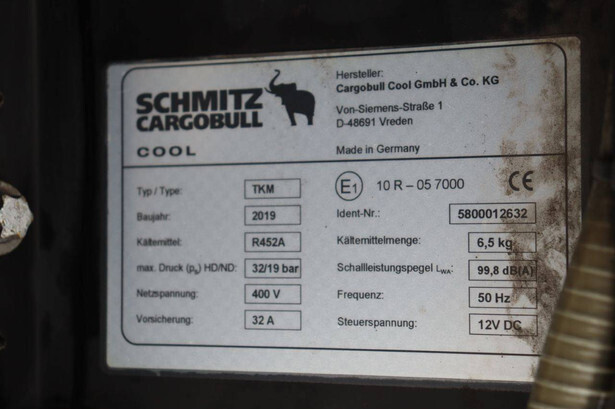 SCHMITZ
CARGOBULL
COOL
Hersteller:
Cargobull Cool GmbH & Co. KG
Von-Siemens-Straße 1
D-48691 Vreden
Made in Germany
Typ / Type: TKM
E1 10 R – 05 7000 CE
Baujahr: 2019
Ident-Nr.: 5800012632
Kältemittel: R452A
Kältemittelmenge: 6,5 kg
max. Druck (ps) HD/ND: 32/19 bar
Schallleistungspegel LWA: 99,8 dB(A)
Netzspannung: 400 V
Frequenz: 50 Hz
Vorsicherung: 32 A
Steuerspannung: 12V DC